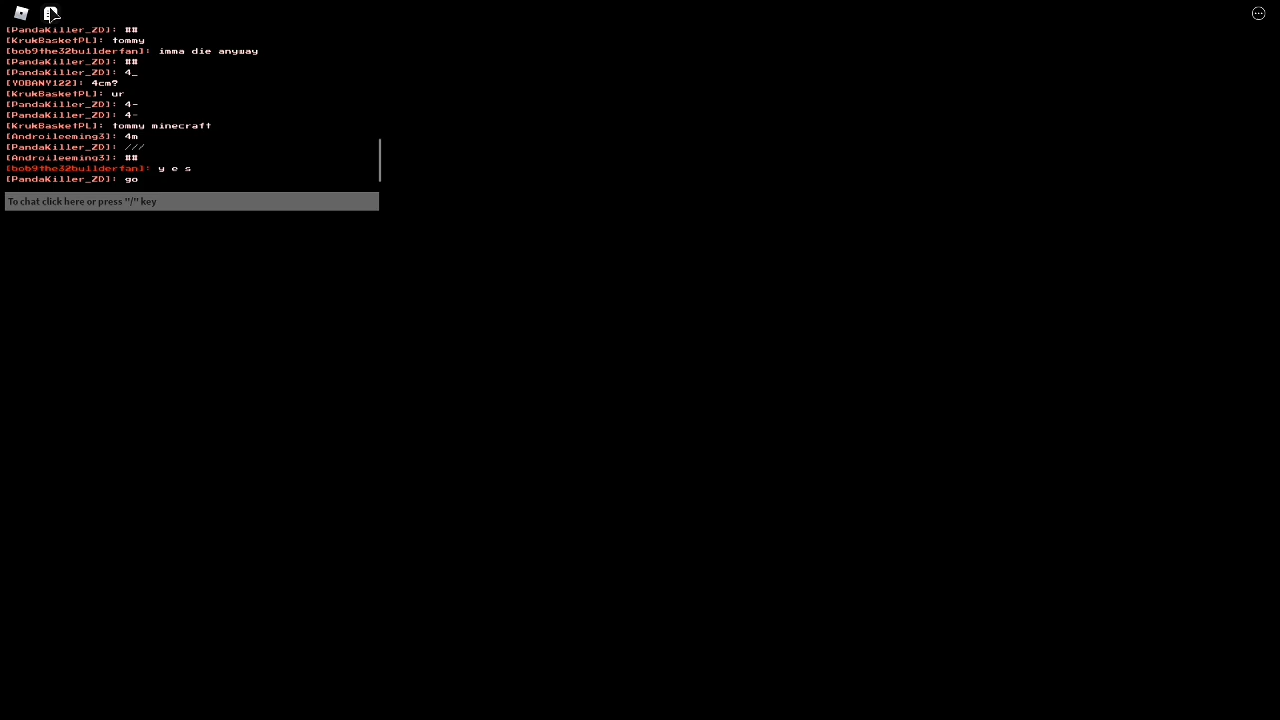 [PandaKiller_ZD]: ##
[KrukBasketPL]: tommy
[bob9the32builderfan]: imma die anyway
[PandaKiller_ZD]: ##
[PandaKiller_ZD]: 4_
[YOBANY122]: 4cm?
[KrukBasketPL]: ur
[PandaKiller_ZD]: 4-
[PandaKiller_ZD]: 4-
[KrukBasketPL]: tommy minecraft
[Androileeming3]: 4m
[PandaKiller_ZD]: ///
[Androileeming3]: ##
[bob9the32builderfan]: y e s
[PandaKiller_ZD]: go
To chat click here or press "/" key